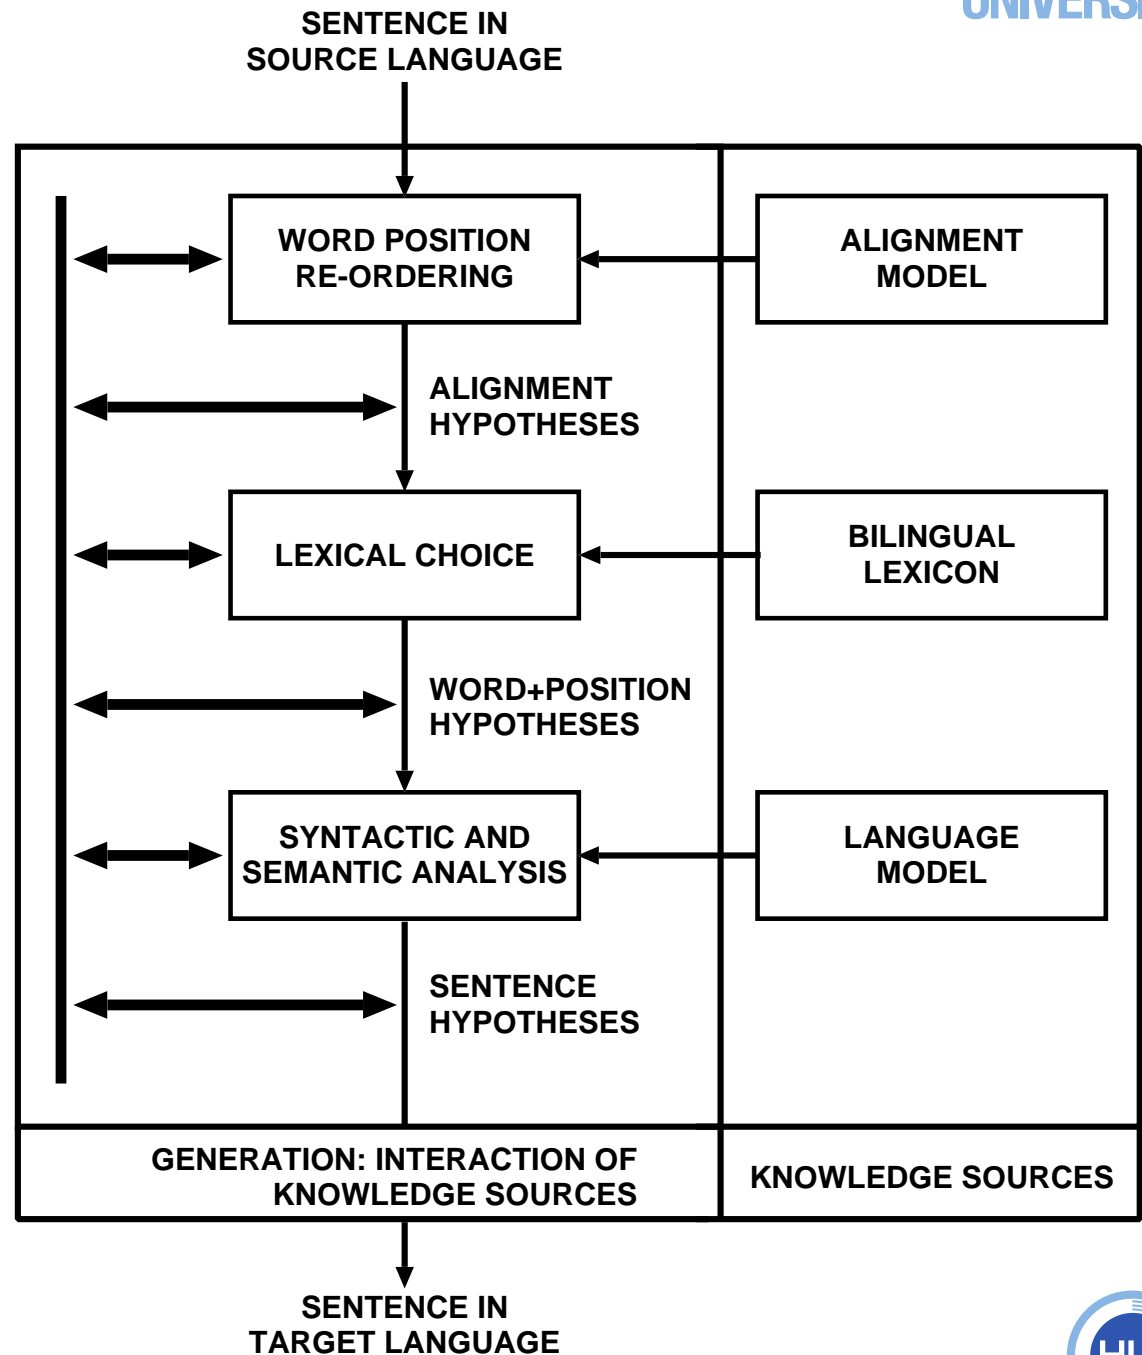 SENTENCE IN
SOURCE LANGUAGE
WORD POSITION
RE-ORDERING
ALIGNMENT
MODEL
ALIGNMENT
HYPOTHESES
LEXICAL CHOICE
BILINGUAL
LEXICON
WORD+POSITION
HYPOTHESES
SYNTACTIC AND
SEMANTIC ANALYSIS
LANGUAGE
MODEL
SENTENCE
HYPOTHESES
GENERATION: INTERACTION OF
KNOWLEDGE SOURCES
KNOWLEDGE SOURCES
SENTENCE IN
TARGET LANGUAGE